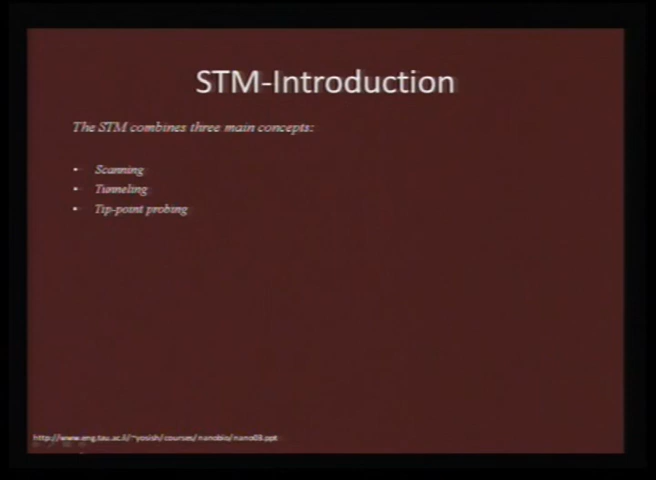 STM-Introduction
The STM combines three main concepts:
• Scanning
• Tunneling
• Tip-point probing
http://www.eng.tau.ac.il/~yosish/courses/nanobio/nano03.ppt